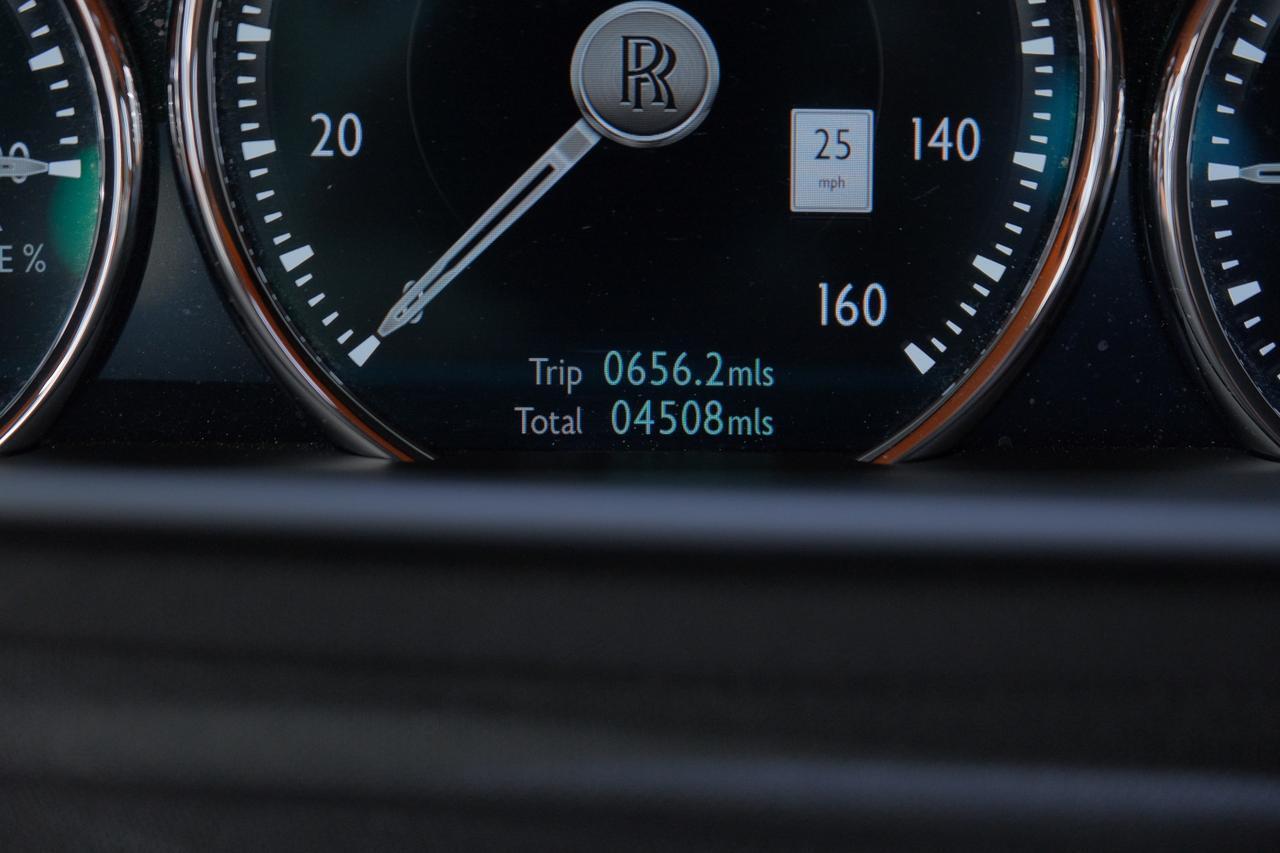 RR
20
25
mph
140
E %
160
Trip 0656.2mls
Total 04508mls